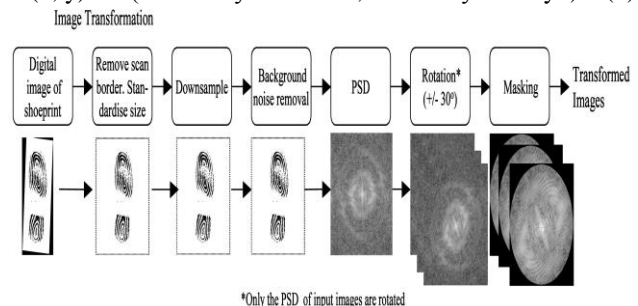 Image Transformation
Digital
image of
shoeprint
Remove scan
border. Stan-
dardise size
Downsample
Background
noise removal
PSD
Rotation*
(+/- 30º)
Masking
Transformed
Images
*Only the PSD of input images are rotated